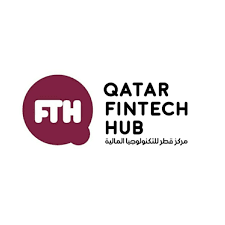 FTH
QATAR
FINTECH
HUB
مركز قطر للتكنولوجيا المالية